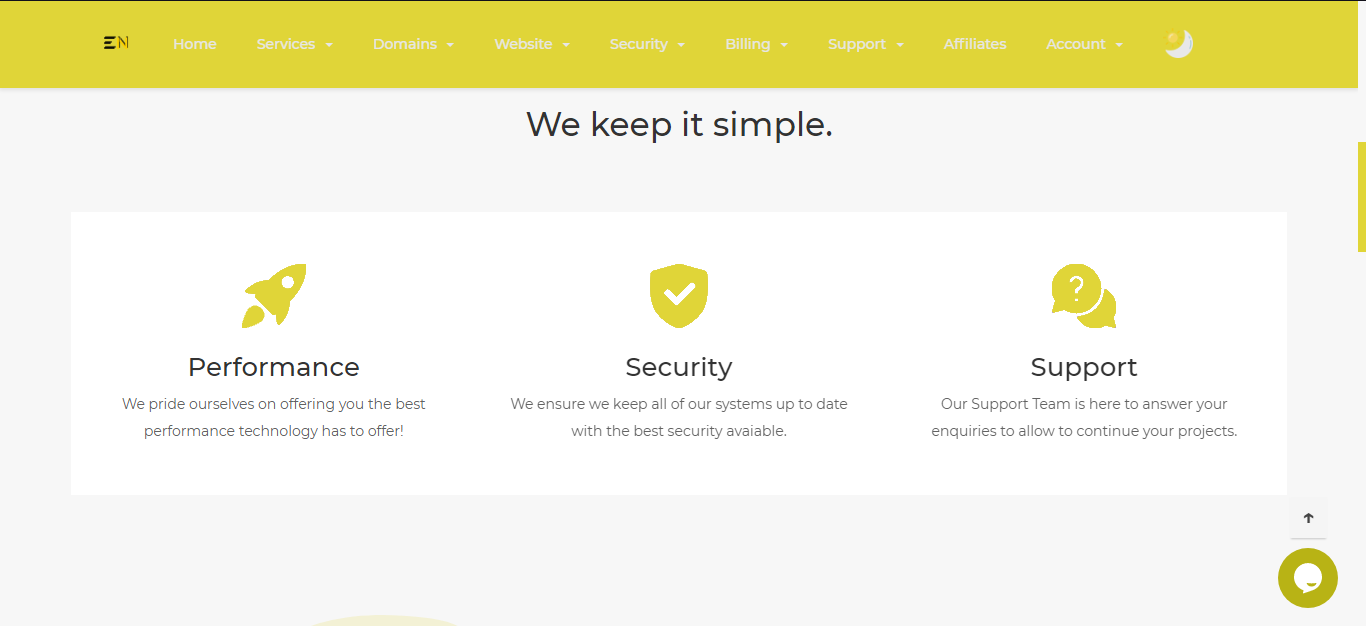 EN Home Services Domains Website Security Billing Support Affiliates Account
We keep it simple.
?
Performance Security Support
We pride ourselves on offering you the best
performance technology has to offer!
We ensure we keep all of our systems up to date
with the best security avaiable.
Our Support Team is here to answer your
enquiries to allow to continue your projects.